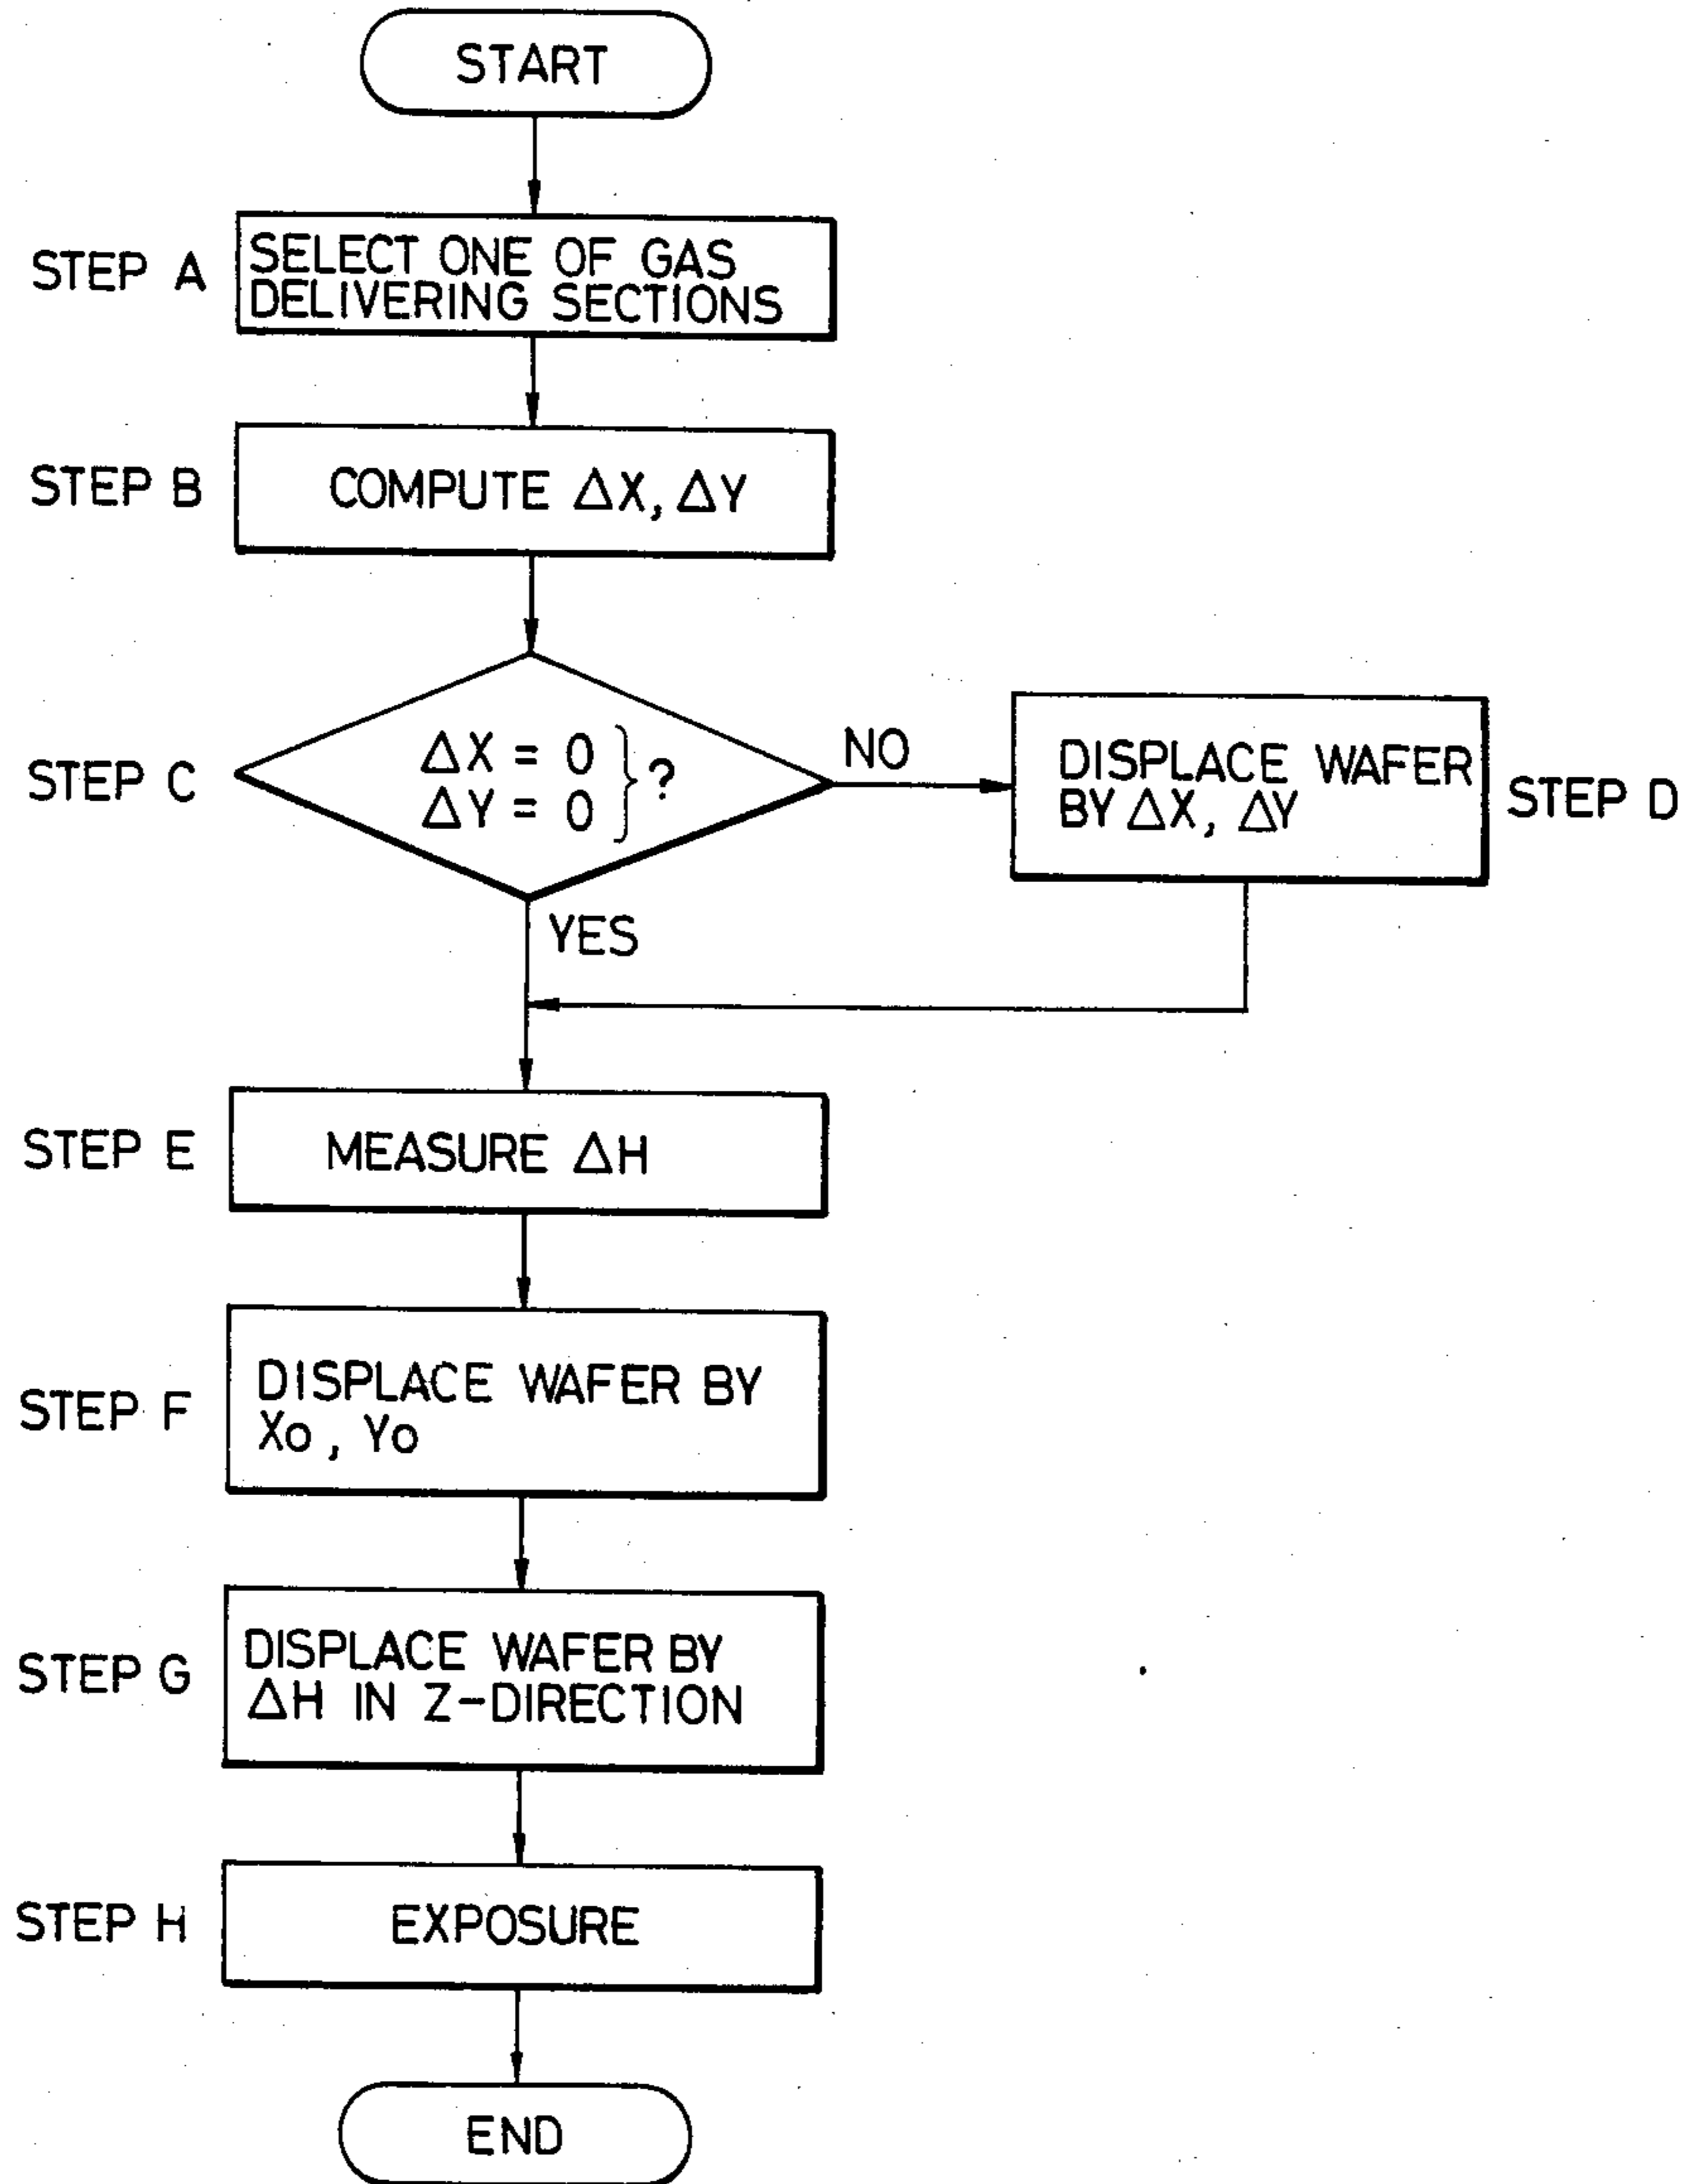 START
STEP A
SELECT ONE OF GAS
DELIVERING SECTIONS
STEP B
COMPUTE ΔX, ΔY
STEP C
ΔX = 0
ΔY = 0
?
NO
DISPLACE WAFER
BY ΔX, ΔY
STEP D
YES
STEP E
MEASURE ΔH
STEP F
DISPLACE WAFER BY
Xo, Yo
STEP G
DISPLACE WAFER BY
ΔH IN Z-DIRECTION
STEP H
EXPOSURE
END